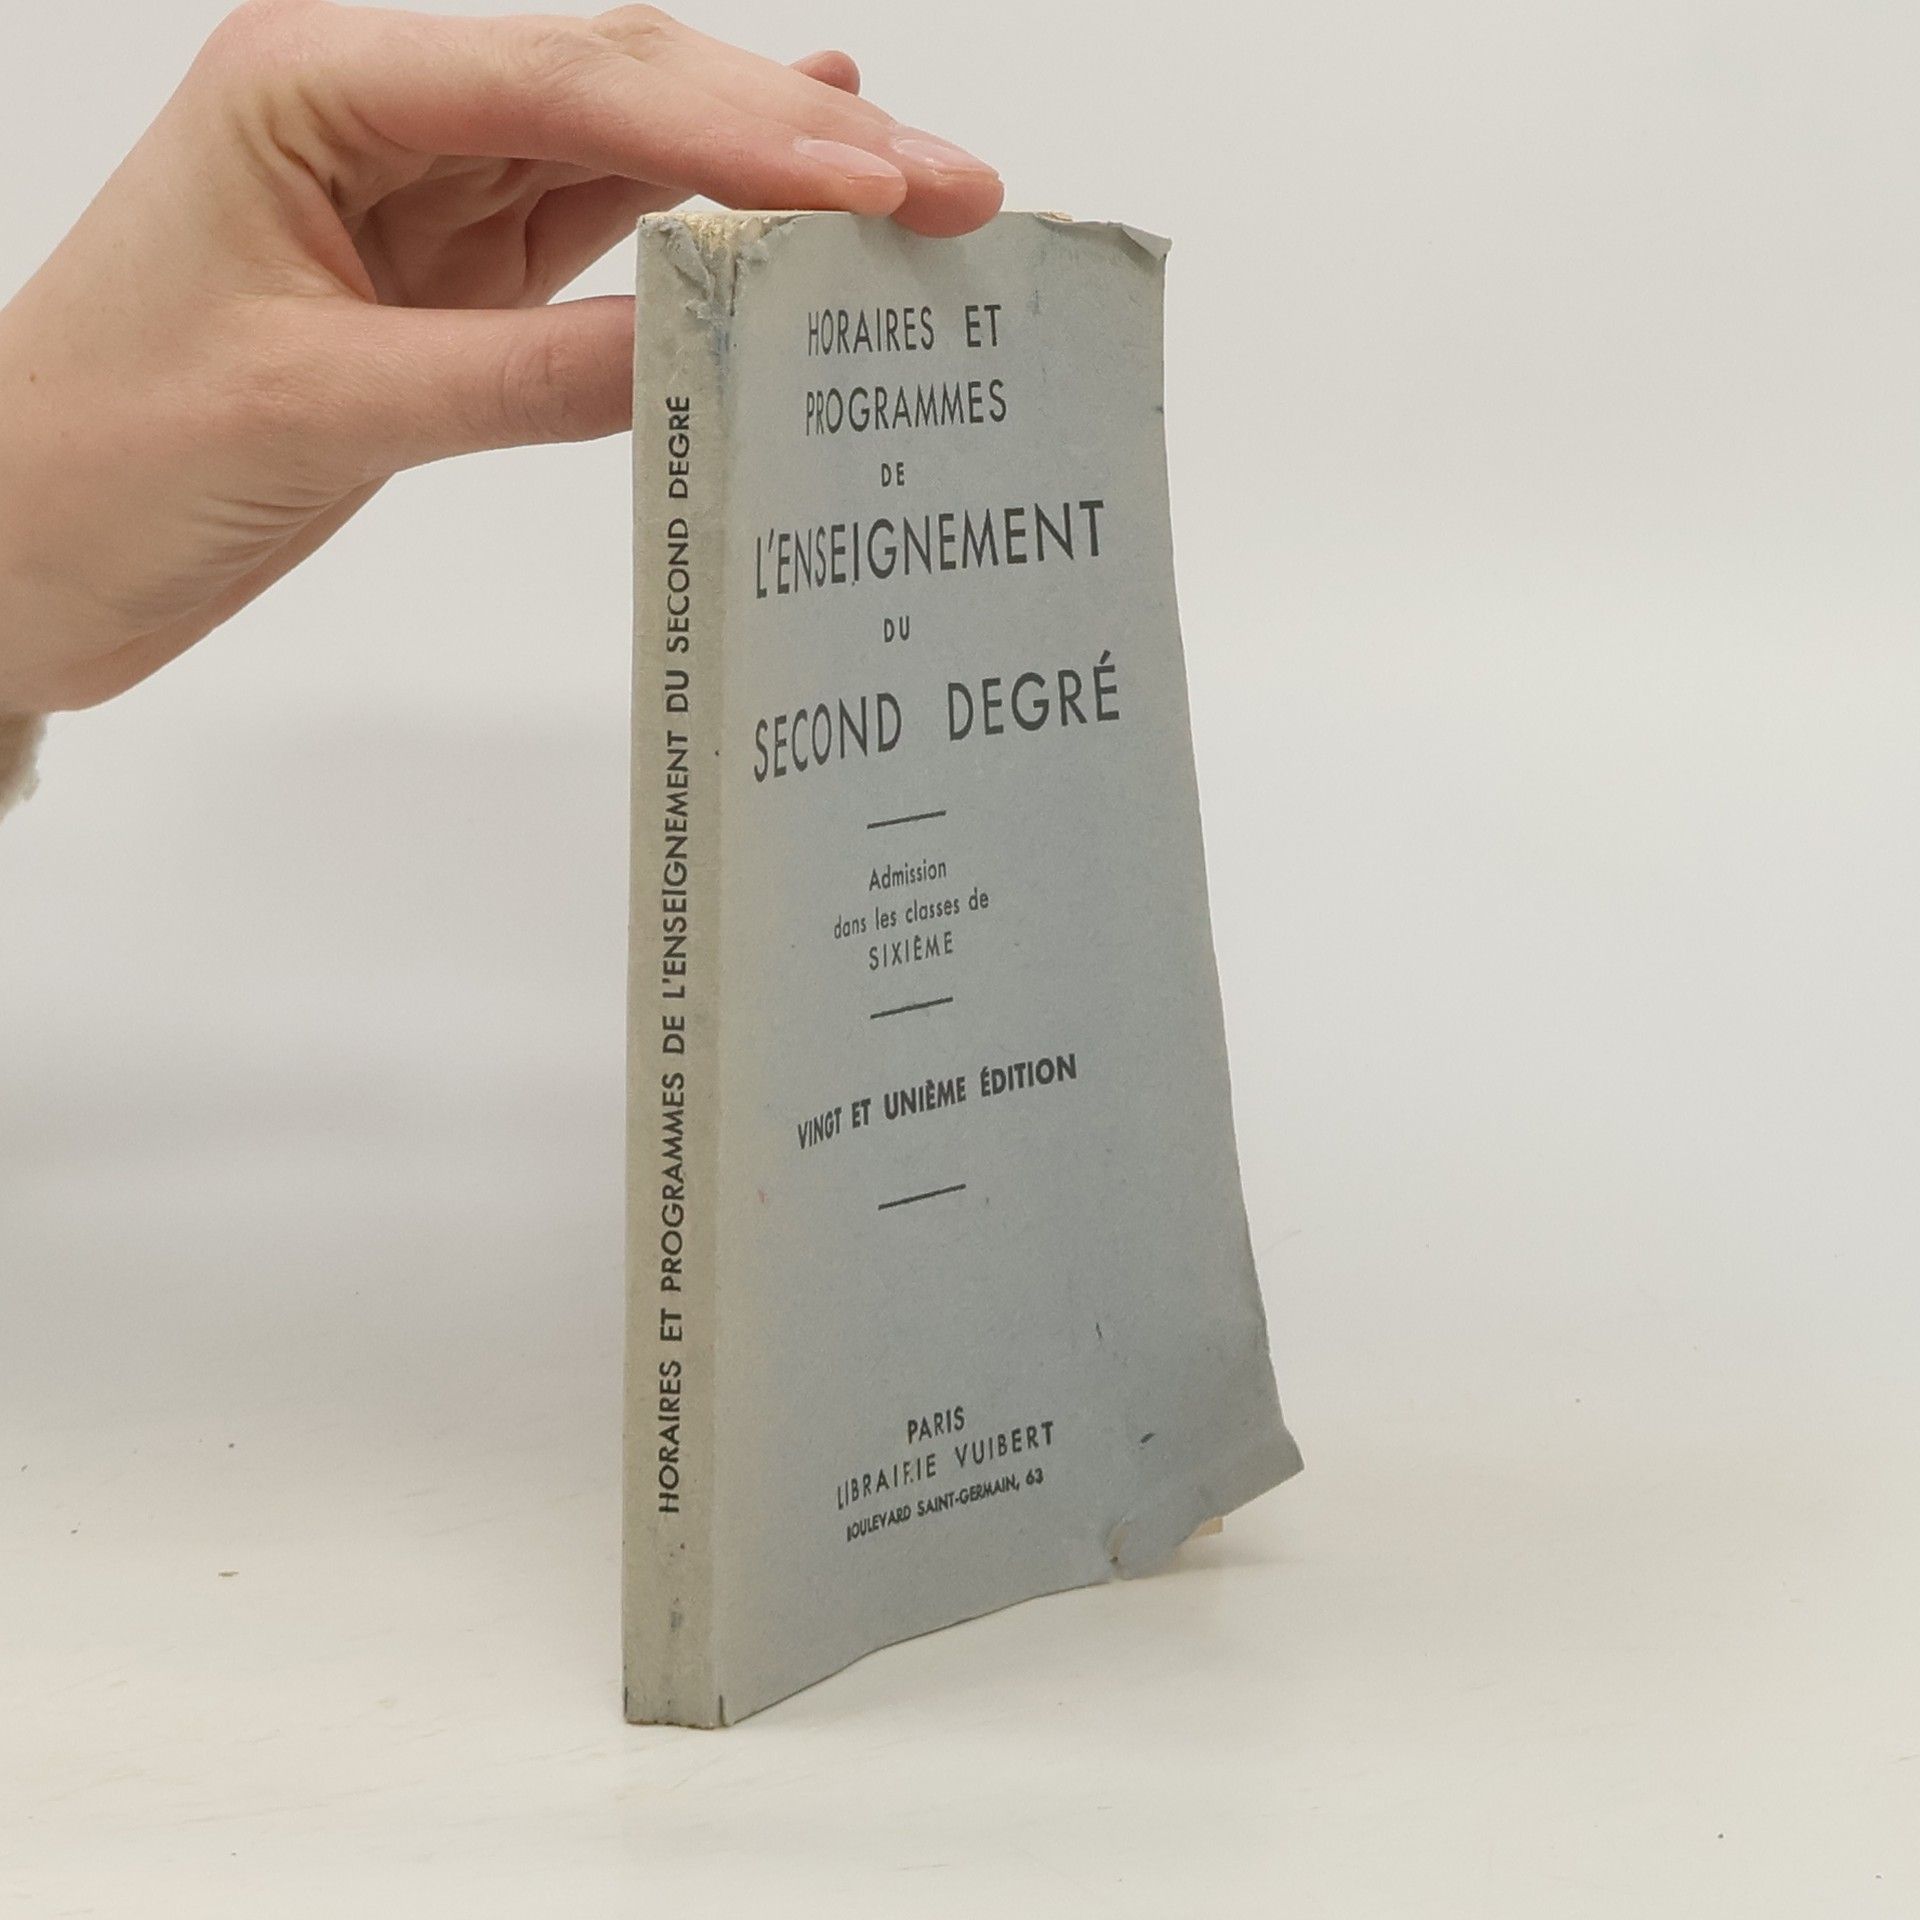 HORAIRES ET PROGRAMMES DE L'ENSEIGNEMENT DU SECOND DEGRÉ
HORAIRES ET
PROGRAMMES
DE
L'ENSEIGNEMENT
DU
SECOND DEGRÉ
Admission
dans les classes de
SIXIÈME
VINGT ET UNIÈME ÉDITION
PARIS
LIBRAIRIE VUIBERT
BOULEVARD SAINT-GERMAIN, 63